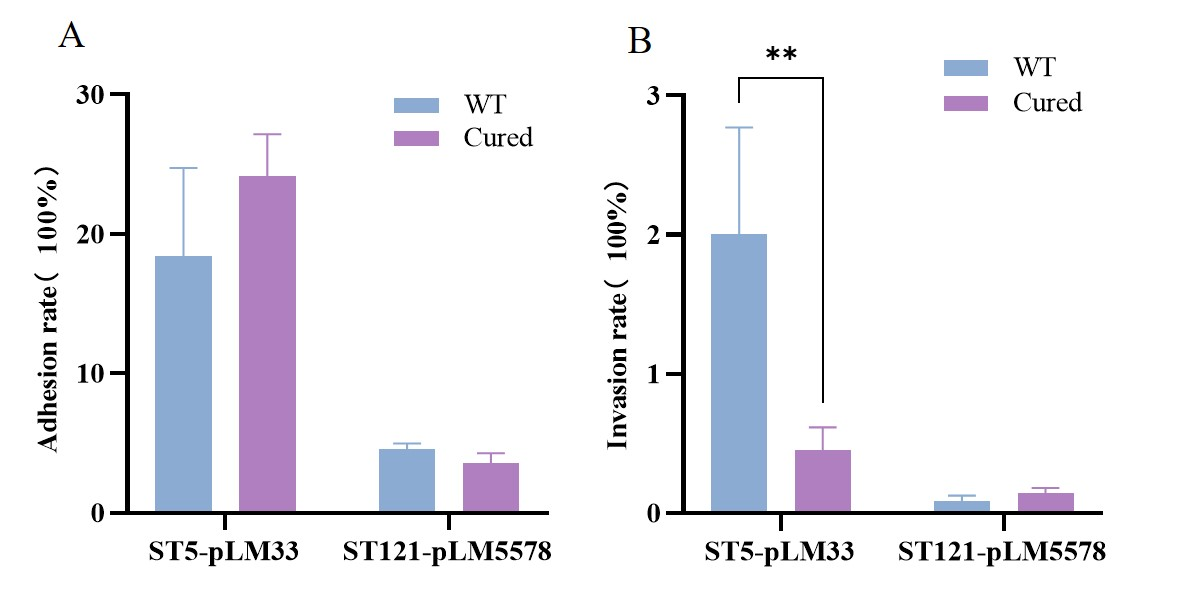 A
30
20
10
0
Adhesion rate( 100%)
WT
Cured
ST5-pLM33
ST121-pLM5578
B
**
3
2
1
0
Invasion rate( 100%)
WT
Cured
ST5-pLM33
ST121-pLM5578